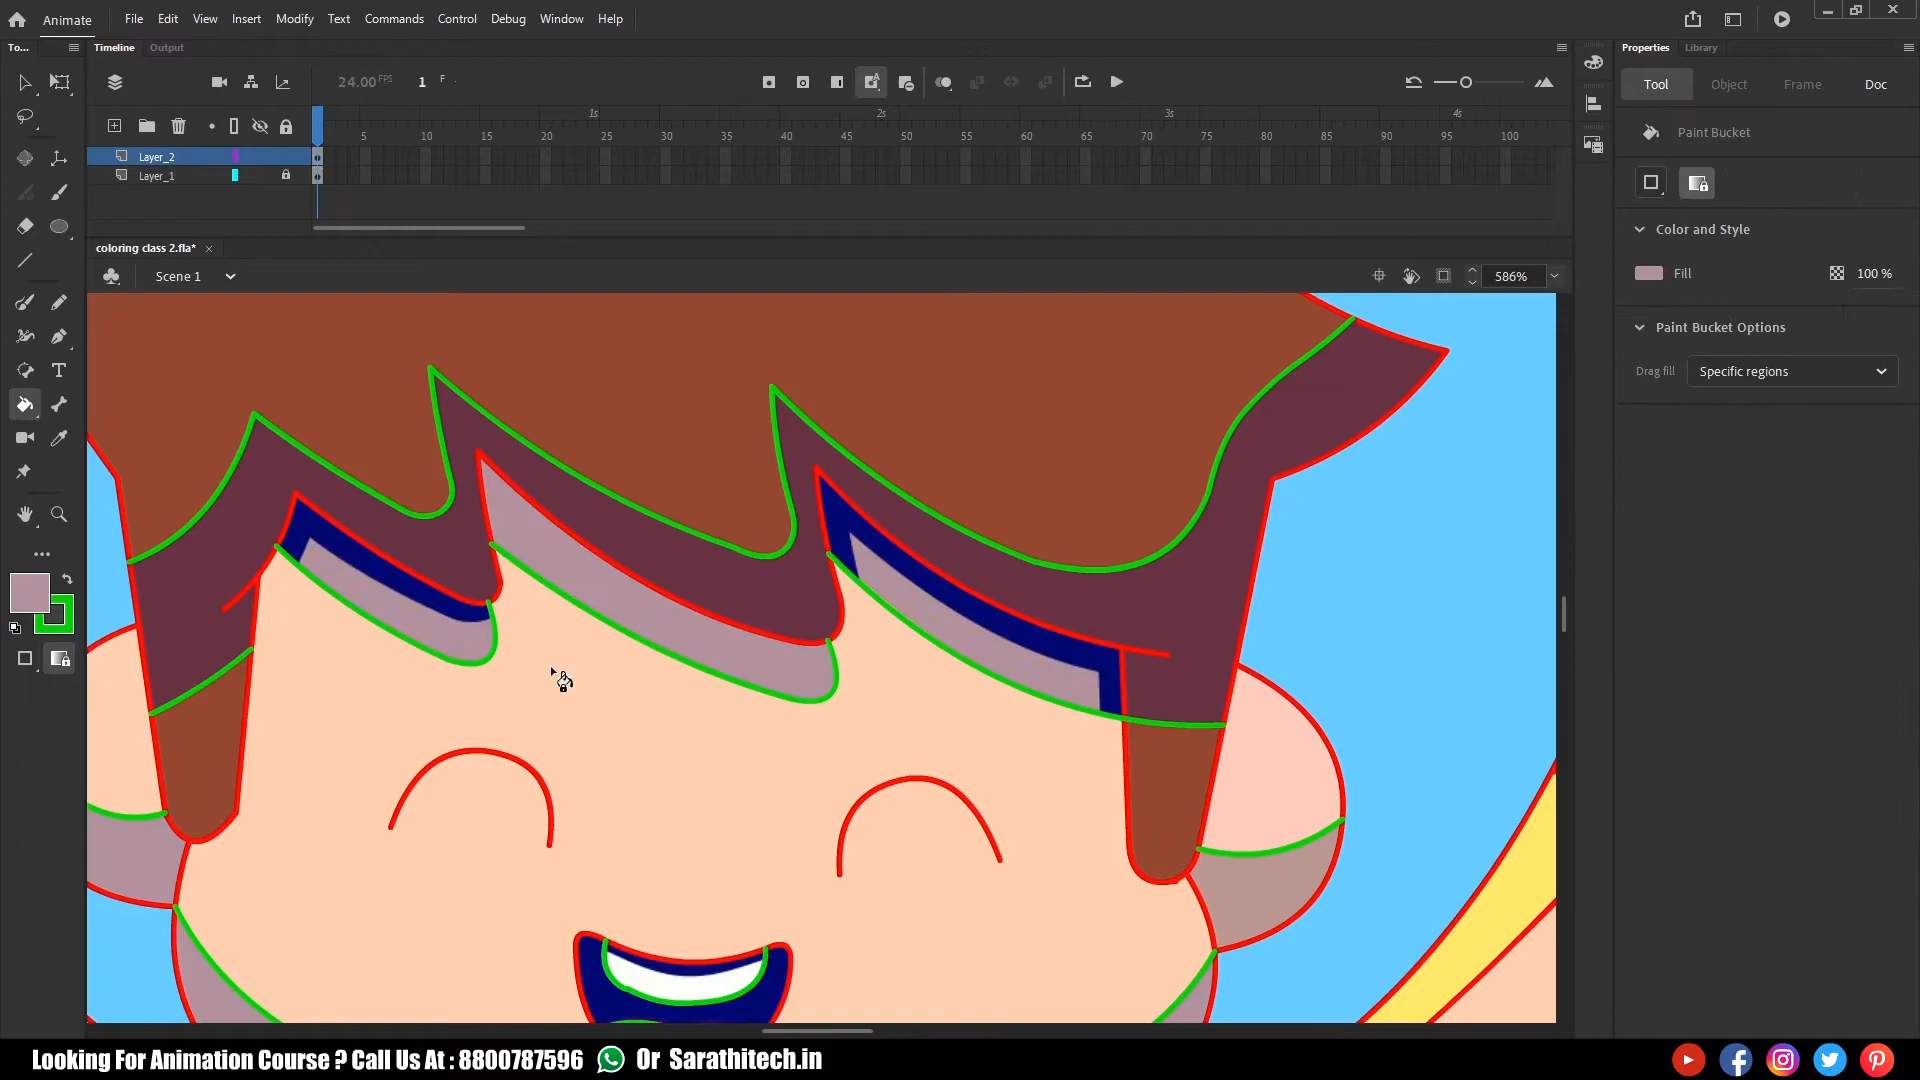 Animate File Edit View Insert Modify Text Commands Control Debug Window Help
To... Timeline Output Properties Library
24.00 FPS 1 F
Tool Object Frame Doc
1s 2s 3s 4s
5 10 15 20 25 30 35 40 45 50 55 60 65 70 75 80 85 90 95 100
Paint Bucket
Layer_2
Layer_1
Color and Style
coloring class 2.fla* ×
Scene 1 586%
Fill 100 %
Paint Bucket Options
Drag fill Specific regions
Looking For Animation Course ? Call Us At : 8800787596 Or Sarathitech.in